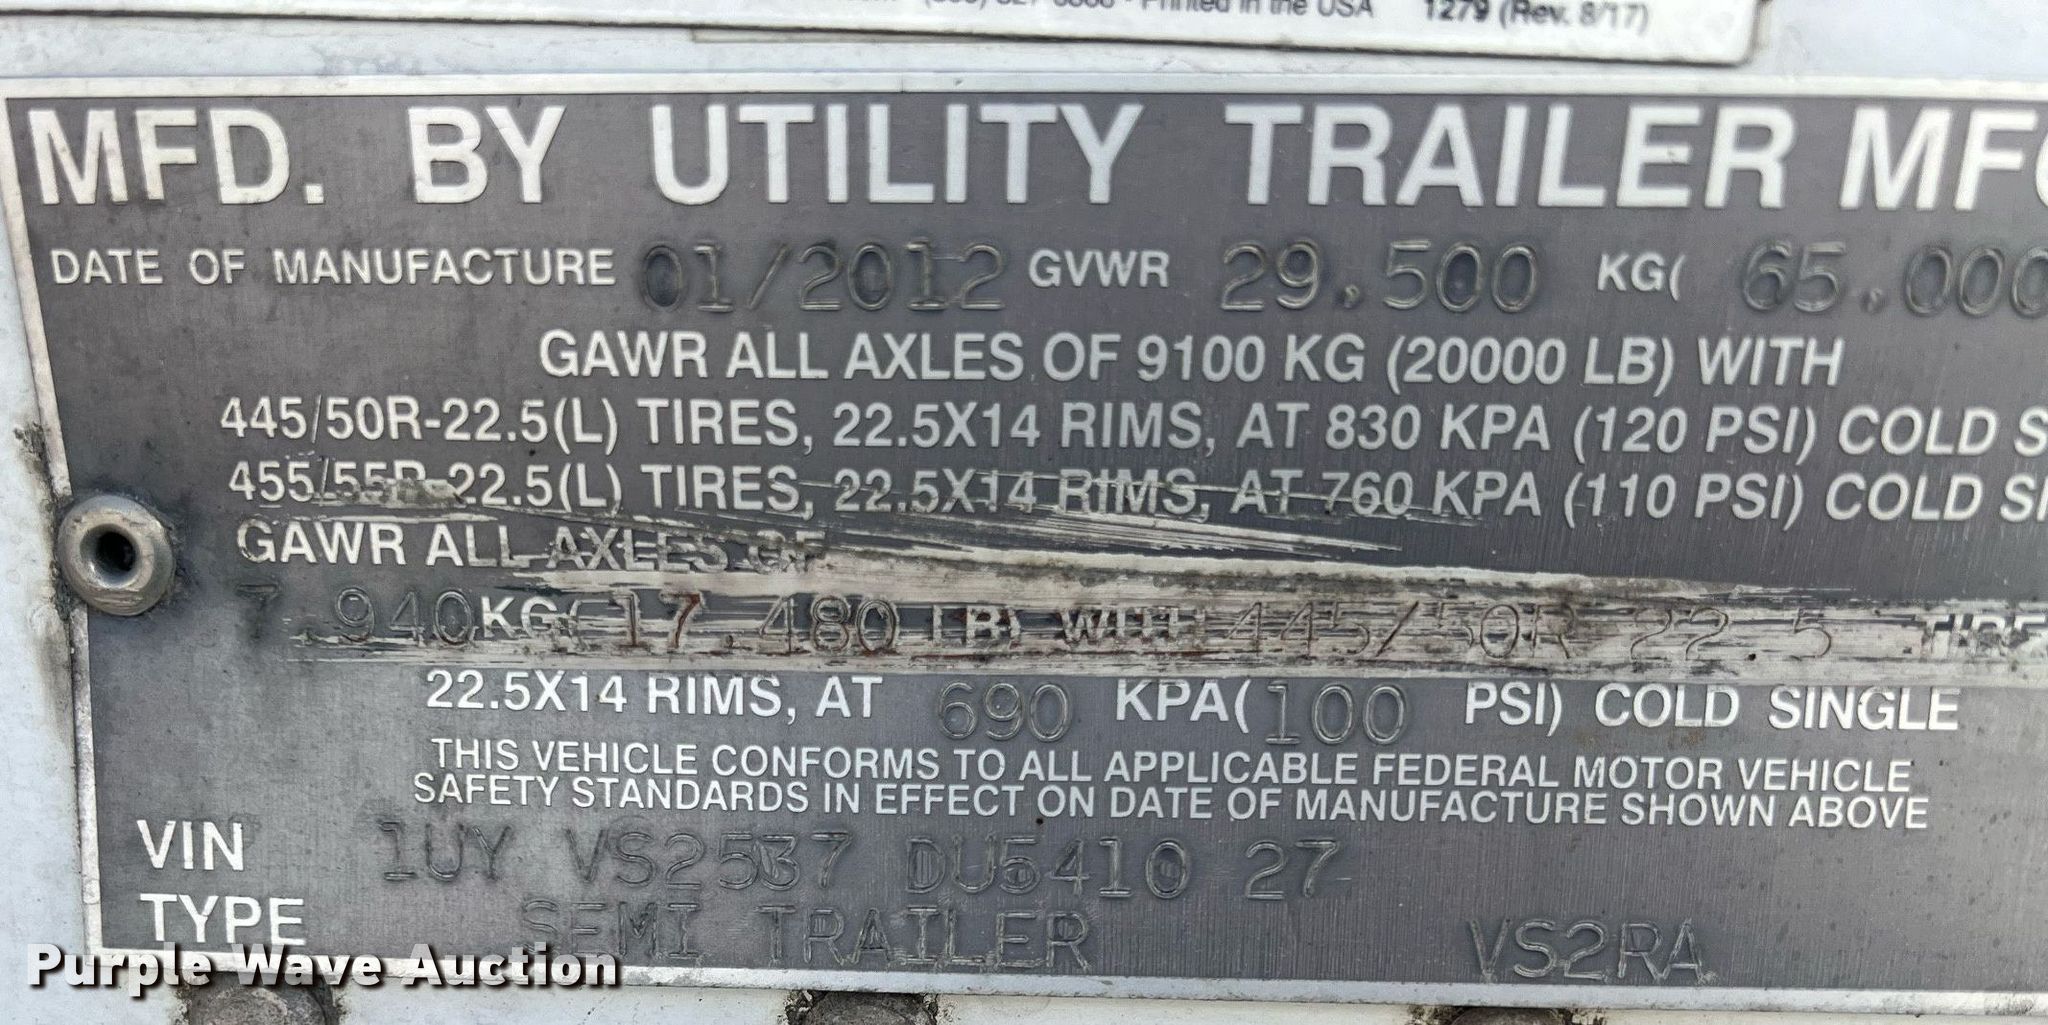 Printed in the USA 1279 (Rev. 8/17)
MFD. BY UTILITY TRAILER MFG
DATE OF MANUFACTURE 01/2012 GVWR 29,500 KG( 65,000
GAWR ALL AXLES OF 9100 KG (20000 LB) WITH
445/50R-22.5(L) TIRES, 22.5X14 RIMS, AT 830 KPA (120 PSI) COLD S
455/55R-22.5(L) TIRES, 22.5X14 RIMS, AT 760 KPA (110 PSI) COLD SI
GAWR ALL AXLES OF
7,940 KG( 17,480 LB) WITH 445/50R 22.5 TIRES
22.5X14 RIMS, AT 690 KPA( 100 PSI) COLD SINGLE
THIS VEHICLE CONFORMS TO ALL APPLICABLE FEDERAL MOTOR VEHICLE
SAFETY STANDARDS IN EFFECT ON DATE OF MANUFACTURE SHOWN ABOVE
VIN 1UY VS2537 DU5410 27
TYPE SEMI TRAILER VS2RA
Purple Wave Auction